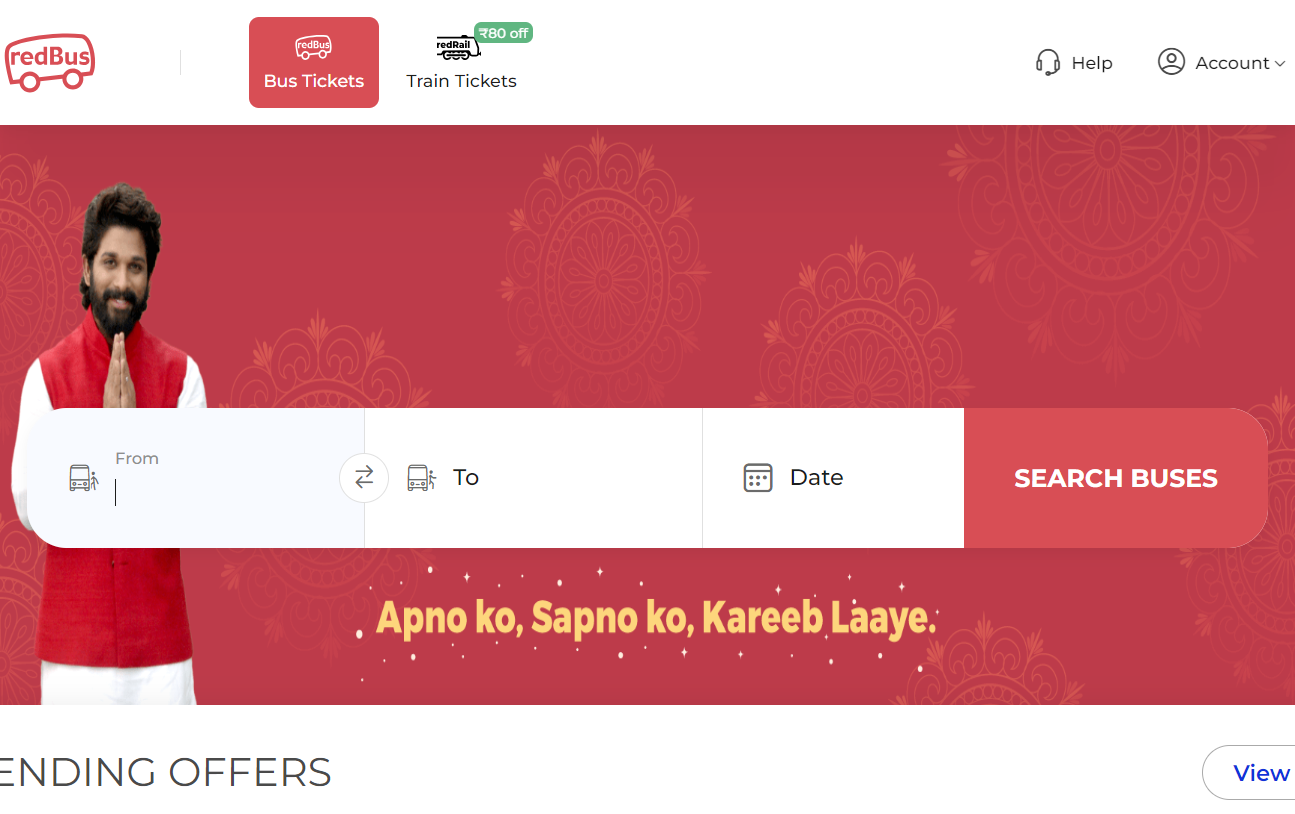 redBus
redBus
Bus Tickets
redRail
₹80 off
Train Tickets
Help
Account
From
To
Date
SEARCH BUSES
Apno ko, Sapno ko, Kareeb Laaye.
ENDING OFFERS
View